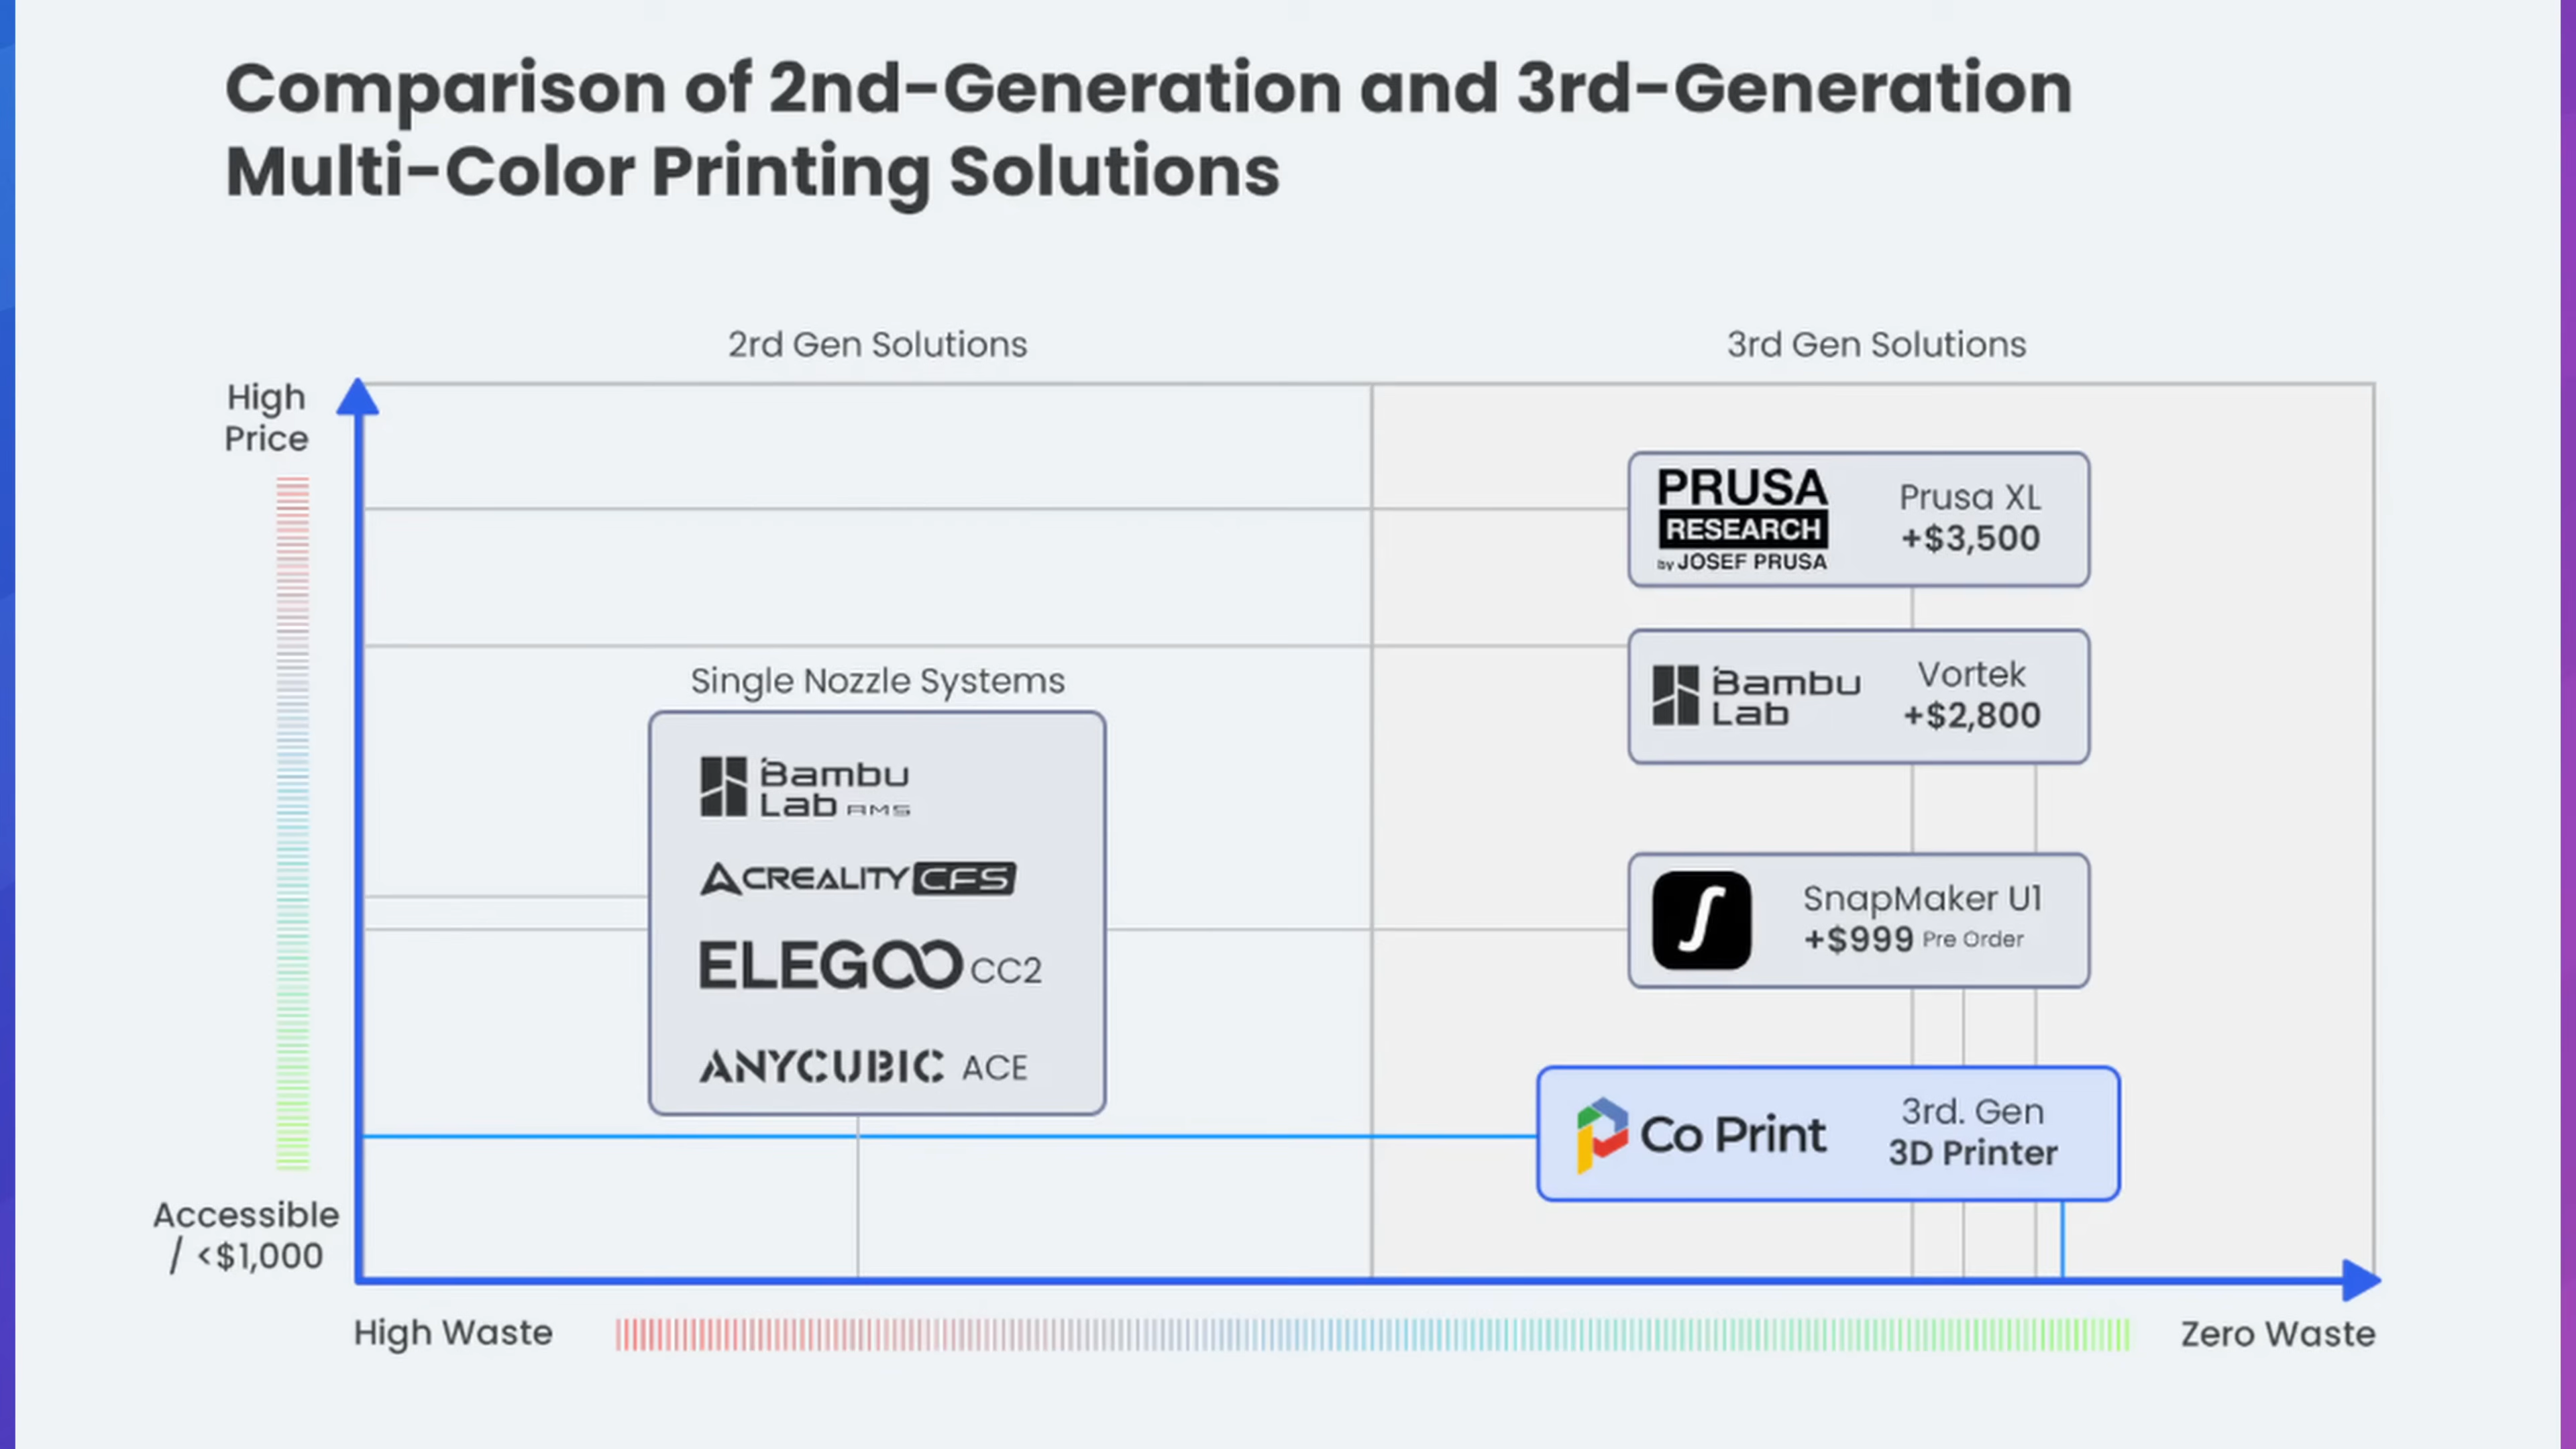 Comparison of 2nd-Generation and 3rd-Generation
Multi-Color Printing Solutions
2rd Gen Solutions
3rd Gen Solutions
High
Price
PRUSA
RESEARCH
by JOSEF PRUSA
Prusa XL
+$3,500
Bambu
Lab
Vortek
+$2,800
Single Nozzle Systems
Bambu
Lab AMS
CREALITY CFS
ELEGOO CC2
ANYCUBIC ACE
SnapMaker U1
+$999 Pre Order
Co Print
3rd. Gen
3D Printer
Accessible
/ <$1,000
High Waste
Zero Waste